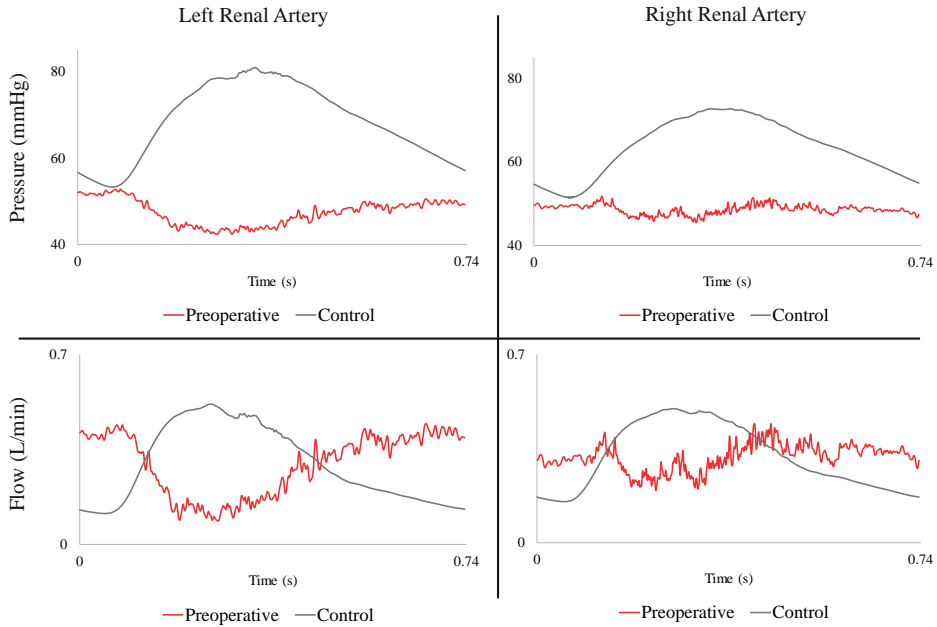 Left Renal Artery
Right Renal Artery
Pressure (mmHg)
80
60
40
0
0.74
Time (s)
Preoperative
Control
80
60
40
0
0.74
Time (s)
Preoperative
Control
Flow (L/min)
0.7
0
0
0.74
Time (s)
Preoperative
Control
0.7
0
0
0.74
Time (s)
Preoperative
Control